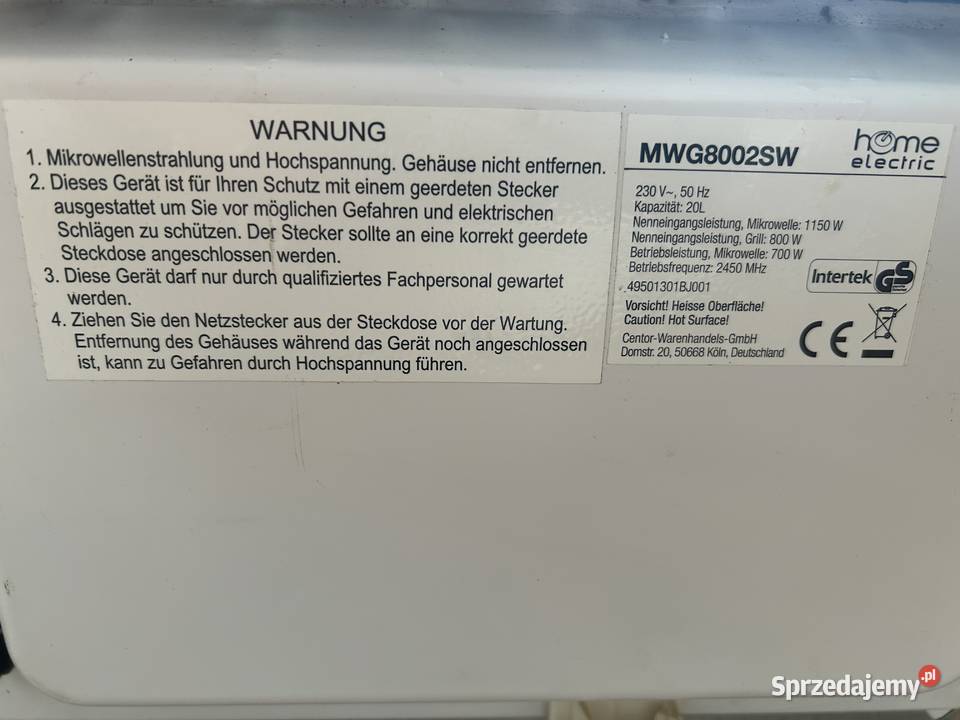 WARNUNG
1. Mikrowellenstrahlung und Hochspannung. Gehäuse nicht entfernen.
2. Dieses Gerät ist für Ihren Schutz mit einem geerdeten Stecker
ausgestattet um Sie vor möglichen Gefahren und elektrischen
Schlägen zu schützen. Der Stecker sollte an eine korrekt geerdete
Steckdose angeschlossen werden.
3. Diese Gerät darf nur durch qualifiziertes Fachpersonal gewartet
werden.
4. Ziehen Sie den Netzstecker aus der Steckdose vor der Wartung.
Entfernung des Gehäuses während das Gerät noch angeschlossen
ist, kann zu Gefahren durch Hochspannung führen.
MWG8002SW
home
electric
230 V~, 50 Hz
Kapazität: 20L
Nenneingangsleistung, Mikrowelle: 1150 W
Nenneingangsleistung, Grill: 800 W
Betriebsleistung, Mikrowelle: 700 W
Betriebsfrequenz: 2450 MHz
49501301BJ001
Intertek GS
Vorsicht! Heisse Oberfläche!
Caution! Hot Surface!
Centor-Warenhandels-GmbH
Domstr. 20, 50668 Köln, Deutschland
CE
Sprzedajemy.pl